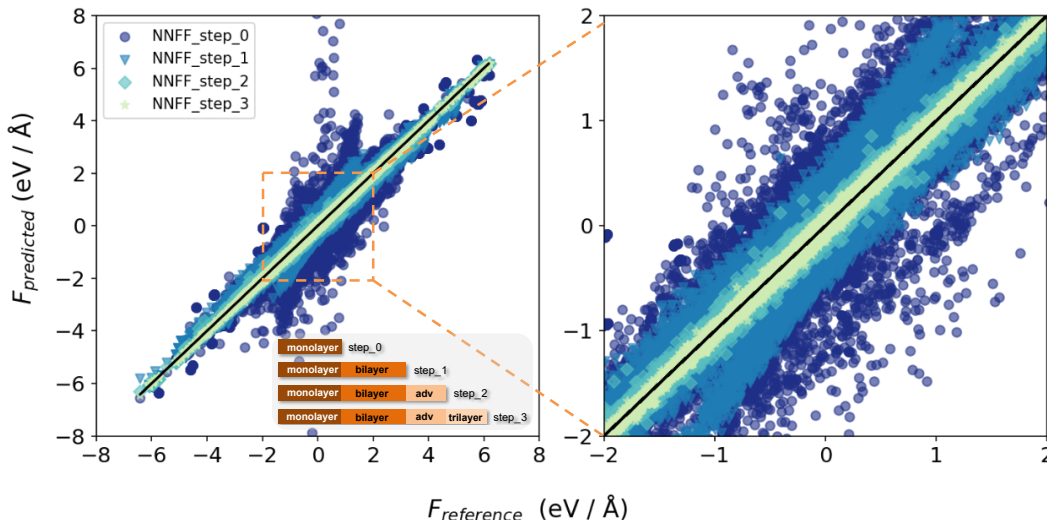 NNFF_step_0
NNFF_step_1
NNFF_step_2
NNFF_step_3
8
6
4
2
0
−2
−4
−6
−8
F_predicted (eV / Å)
−8 −6 −4 −2 0 2 4 6 8
monolayer step_0
monolayer bilayer step_1
monolayer bilayer adv step_2
monolayer bilayer adv trilayer step_3
2
1
0
−1
−2
−2 −1 0 1 2
F_reference (eV / Å)